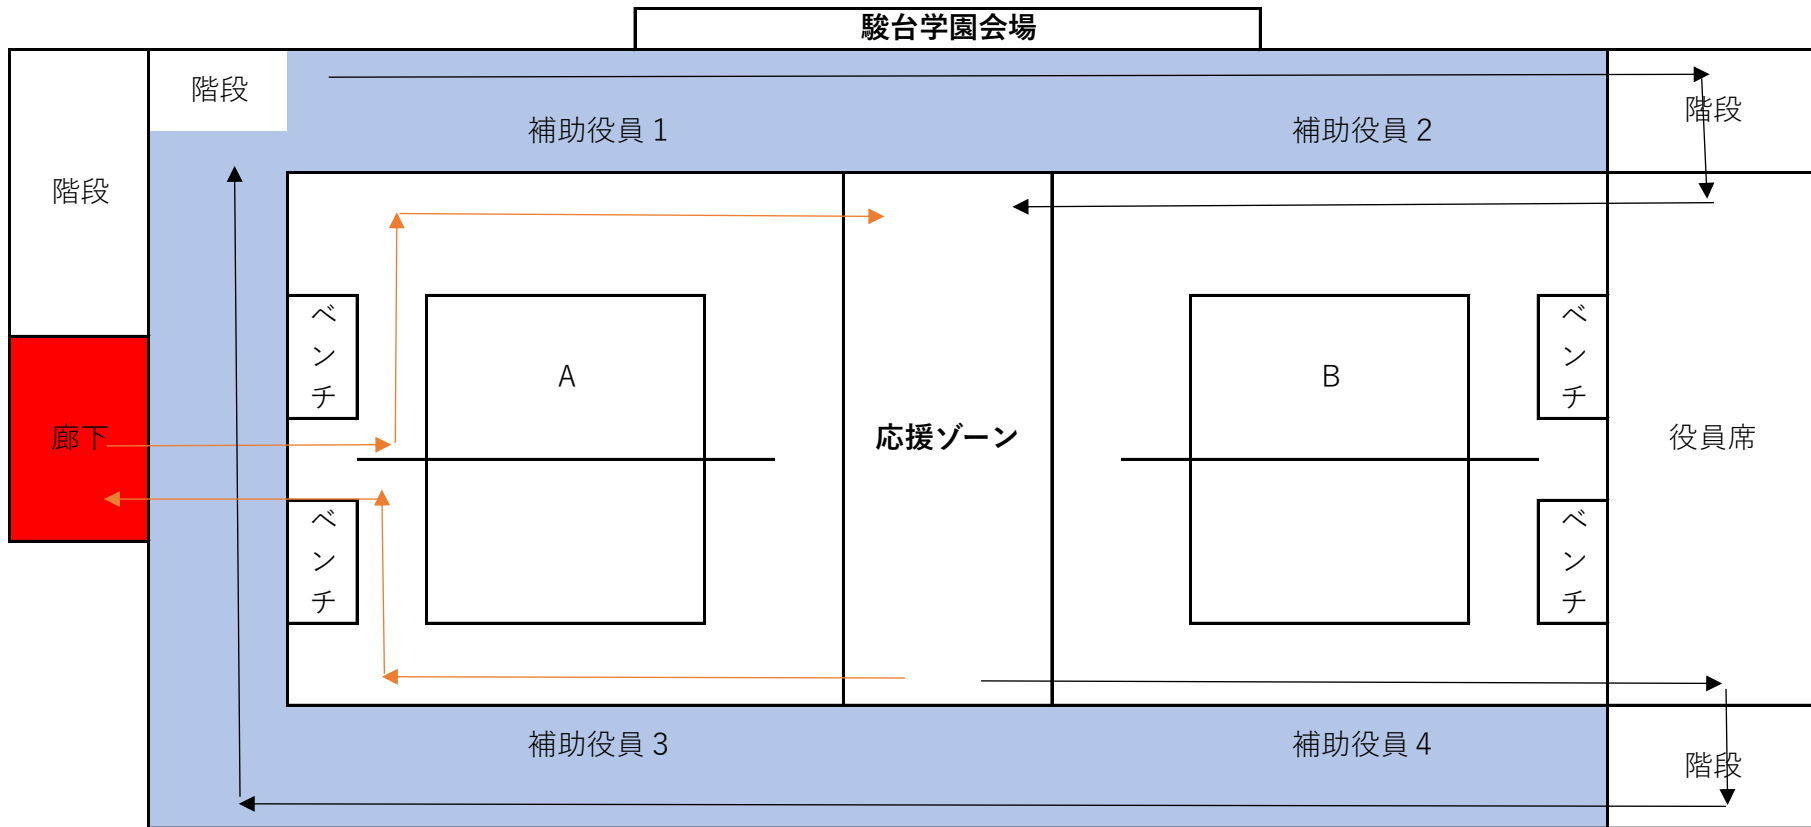 駿台学園会場
階段
補助役員1
補助役員2
階段
階段
ベンチ
A
B
ベンチ
廊下
応援ゾーン
役員席
ベンチ
ベンチ
補助役員3
補助役員4
階段